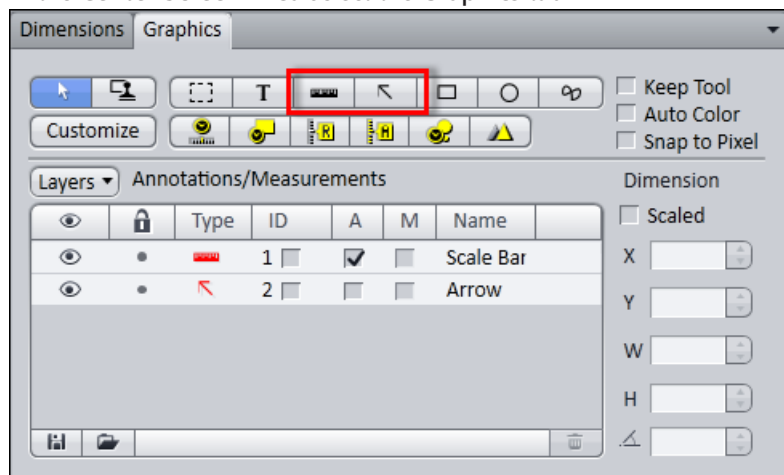 Dimensions Graphics
T
Keep Tool
Auto Color
Customize R A Snap to Pixel
Layers Annotations/Measurements Dimension
Type ID A M Name Scaled
1 Scale Bar X
2 Arrow Y
W
H